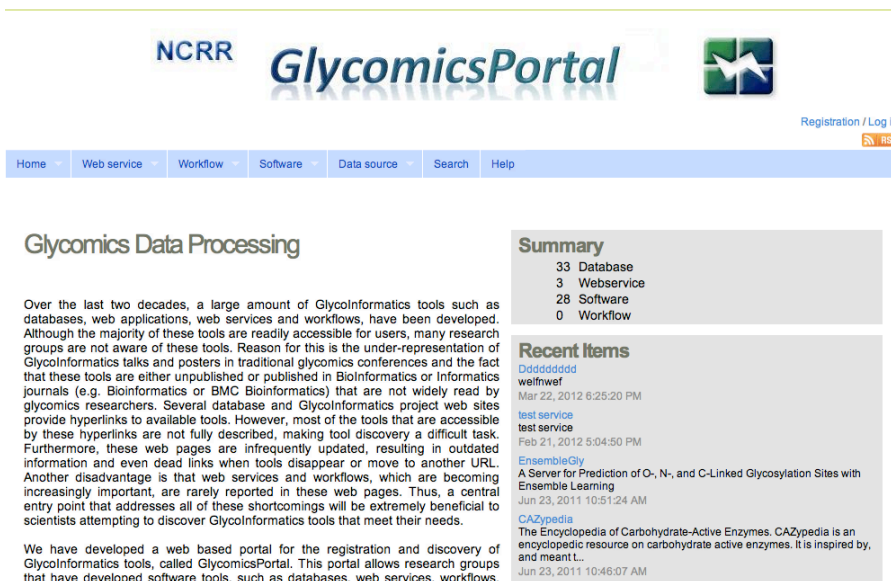 NCRR
GlycomicsPortal
Registration / Log
RS
Home
Web service
Workflow
Software
Data source
Search
Help
Glycomics Data Processing
Over the last two decades, a large amount of GlycoInformatics tools such as
databases, web applications, web services and workflows, have been developed.
Although the majority of these tools are readily accessible for users, many research
groups are not aware of these tools. Reason for this is the under-representation of
GlycoInformatics talks and posters in traditional glycomics conferences and the fact
that these tools are either unpublished or published in BioInformatics or Informatics
journals (e.g. Bioinformatics or BMC Bioinformatics) that are not widely read by
glycomics researchers. Several database and GlycoInformatics project web sites
provide hyperlinks to available tools. However, most of the tools that are accessible
by these hyperlinks are not fully described, making tool discovery a difficult task.
Furthermore, these web pages are infrequently updated, resulting in outdated
information and even dead links when tools disappear or move to another URL.
Another disadvantage is that web services and workflows, which are becoming
increasingly important, are rarely reported in these web pages. Thus, a central
entry point that addresses all of these shortcomings will be extremely beneficial to
scientists attempting to discover GlycoInformatics tools that meet their needs.
We have developed a web based portal for the registration and discovery of
GlycoInformatics tools, called GlycomicsPortal. This portal allows research groups
that have developed software tools, such as databases, web services, workflows,
Summary
33 Database
3 Webservice
28 Software
0 Workflow
Recent Items
Ddddddddd
welfnwef
Mar 22, 2012 6:25:20 PM
test service
test service
Feb 21, 2012 5:04:50 PM
EnsembleGly
A Server for Prediction of O-, N-, and C-Linked Glycosylation Sites with
Ensemble Learning
Jun 23, 2011 10:51:24 AM
CAZypedia
The Encyclopedia of Carbohydrate-Active Enzymes. CAZypedia is an
encyclopedic resource on carbohydrate active enzymes. It is inspired by,
and meant t...
Jun 23, 2011 10:46:07 AM